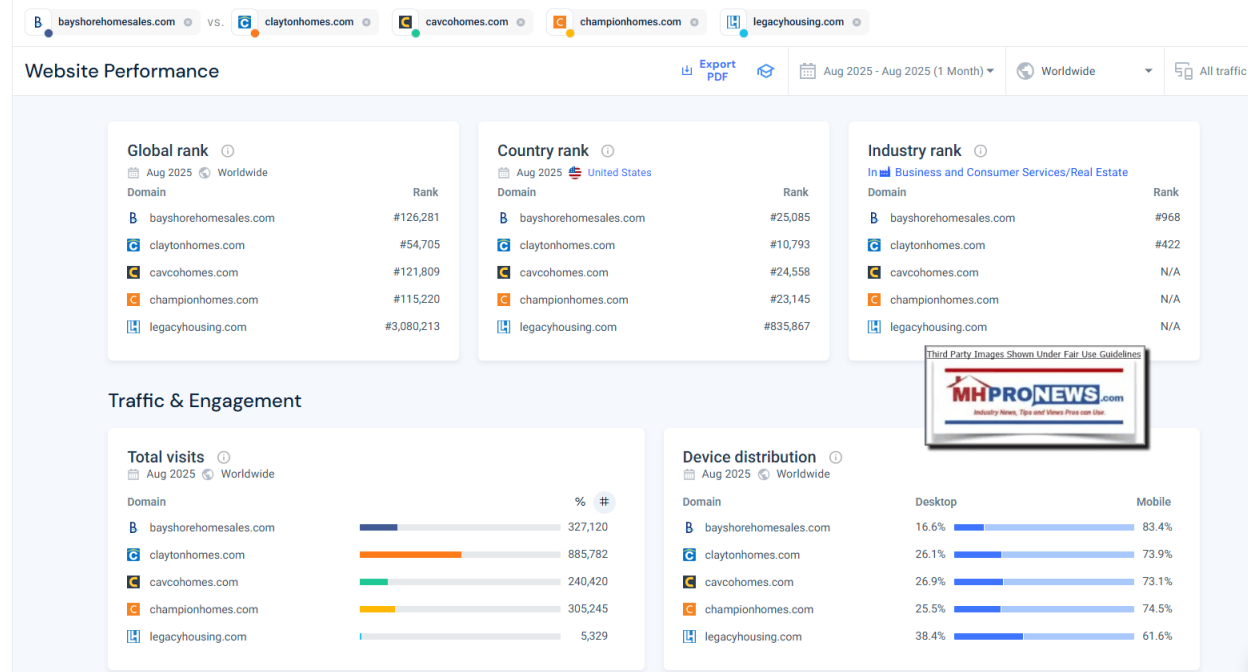 bayshorehomesales.com vs. claytonhomes.com cavcohomes.com championhomes.com legacyhousing.com
Website Performance
Export PDF
Aug 2025 - Aug 2025 (1 Month)
Worldwide
All traffic
Global rank
Aug 2025 Worldwide
Domain Rank
bayshorehomesales.com #126,281
claytonhomes.com #54,705
cavcohomes.com #121,809
championhomes.com #115,220
legacyhousing.com #3,080,213
Country rank
Aug 2025 United States
Domain Rank
bayshorehomesales.com #25,085
claytonhomes.com #10,793
cavcohomes.com #24,558
championhomes.com #23,145
legacyhousing.com #835,867
Industry rank
In Business and Consumer Services/Real Estate
Domain Rank
bayshorehomesales.com #968
claytonhomes.com #422
cavcohomes.com N/A
championhomes.com N/A
legacyhousing.com N/A
Third Party Images Shown Under Fair Use Guidelines
MHPRONEWS.com
Industry News, Tips and Views Pros can Use.
Traffic & Engagement
Total visits
Aug 2025 Worldwide
Domain % #
bayshorehomesales.com 327,120
claytonhomes.com 885,782
cavcohomes.com 240,420
championhomes.com 305,245
legacyhousing.com 5,329
Device distribution
Aug 2025 Worldwide
Domain Desktop Mobile
bayshorehomesales.com 16.6% 83.4%
claytonhomes.com 26.1% 73.9%
cavcohomes.com 26.9% 73.1%
championhomes.com 25.5% 74.5%
legacyhousing.com 38.4% 61.6%